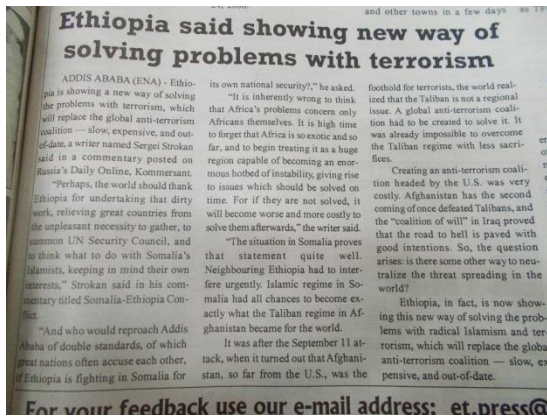 and other towns in a few days
Ethiopia said showing new way of
solving problems with terrorism
ADDIS ABABA (ENA) - Ethio-
pia is showing a new way of solving
the problems with terrorism, which
will replace the global anti-terrorism
coalition — slow, expensive, and out-
of-date, a writer named Sergei Strokan
said in a commentary posted on
Russia's Daily Online, Kommersant.
"Perhaps, the world should thank
Ethiopia for undertaking that dirty
work, relieving great countries from
the unpleasant necessity to gather, to
summon UN Security Council, and
to think what to do with Somalia's
Islamists, keeping in mind their own
interests," Strokan said in his com-
mentary titled Somalia-Ethiopia Con-
flict.
"And who would reproach Addis
Ababa of double standards, of which
great nations often accuse each other,
if Ethiopia is fighting in Somalia for
its own national security?," he asked.
"It is inherently wrong to think
that Africa's problems concern only
Africans themselves. It is high time
to forget that Africa is so exotic and so
far, and to begin treating it as a huge
region capable of becoming an enor-
mous hotbed of instability, giving rise
to issues which should be solved on
time. For if they are not solved, it
will become worse and more costly to
solve them afterwards," the writer said.
"The situation in Somalia proves
that statement quite well.
Neighbouring Ethiopia had to inter-
fere urgently. Islamic regime in So-
malia had all chances to become ex-
actly what the Taliban regime in Af-
ghanistan became for the world.
It was after the September 11 at-
tack, when it turned out that Afghani-
stan, so far from the U.S., was the
foothold for terrorists, the world real-
ized that the Taliban is not a regional
issue. A global anti-terrorism coali-
tion had to be created to solve it. It
was already impossible to overcome
the Taliban regime with less sacri-
fices.
Creating an anti-terrorism coali-
tion headed by the U.S. was very
costly. Afghanistan has the second
coming of once defeated Talibans, and
the "coalition of will" in Iraq proved
that the road to hell is paved with
good intentions. So, the question
arises: is there some other way to neu-
tralize the threat spreading in the
world?
Ethiopia, in fact, is now show-
ing this new way of solving the prob-
lems with radical Islamism and ter-
rorism, which will replace the globa
anti-terrorism coalition — slow, ex
pensive, and out-of-date.
For your feedback use our e-mail address: et.press@